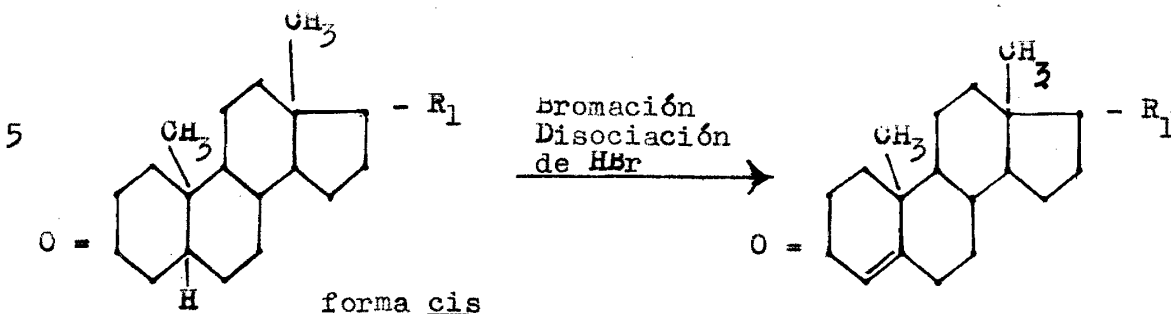 CH3
CH3
5
- R1
CH3
Bromación
Disociación
de HBr
CH3
- R1
O =
O =
H
forma cis